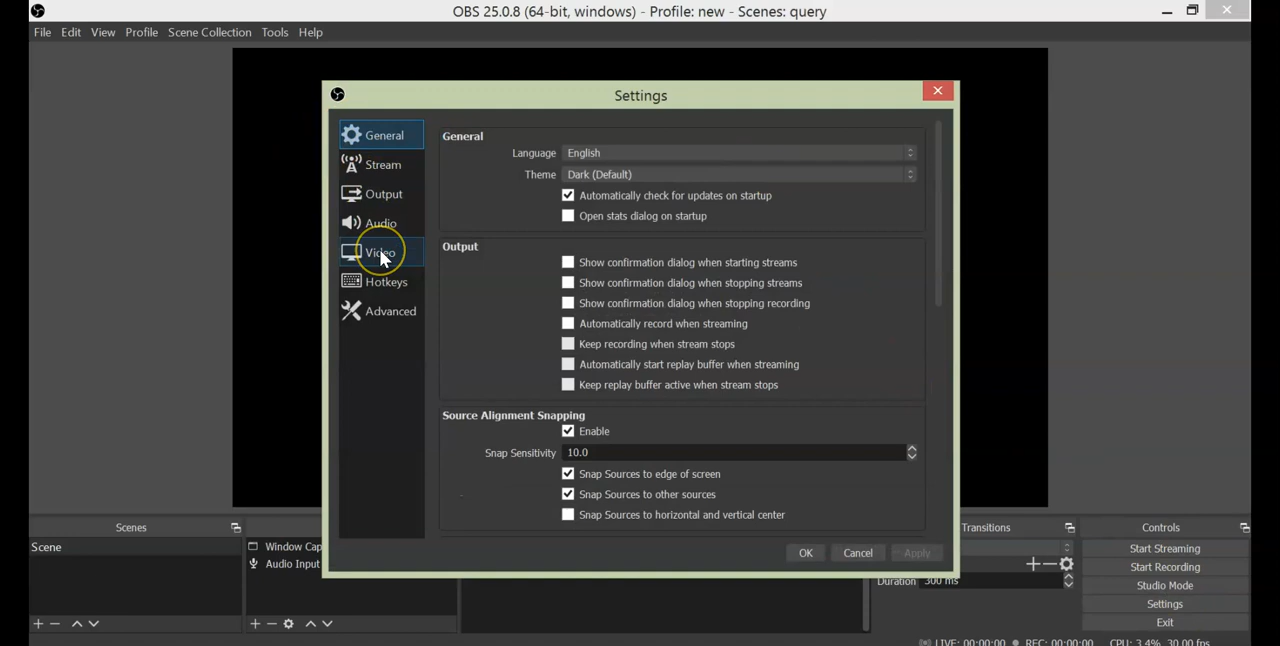 OBS 25.0.8 (64-bit, windows) - Profile: new - Scenes: query
File Edit View Profile Scene Collection Tools Help
Settings
General
Stream
Output
Audio
Video
Hotkeys
Advanced
General
Language English
Theme Dark (Default)
Automatically check for updates on startup
Open stats dialog on startup
Output
Show confirmation dialog when starting streams
Show confirmation dialog when stopping streams
Show confirmation dialog when stopping recording
Automatically record when streaming
Keep recording when stream stops
Automatically start replay buffer when streaming
Keep replay buffer active when stream stops
Source Alignment Snapping
Enable
Snap Sensitivity 10.0
Snap Sources to edge of screen
Snap Sources to other sources
Snap Sources to horizontal and vertical center
OK Cancel Apply
Scenes
Scene
Window Cap
Audio Input
Transitions
Duration 300 ms
Controls
Start Streaming
Start Recording
Studio Mode
Settings
Exit
LIVE: 00:00:00 REC: 00:00:00 CPU: 3.4%, 30.00 fps